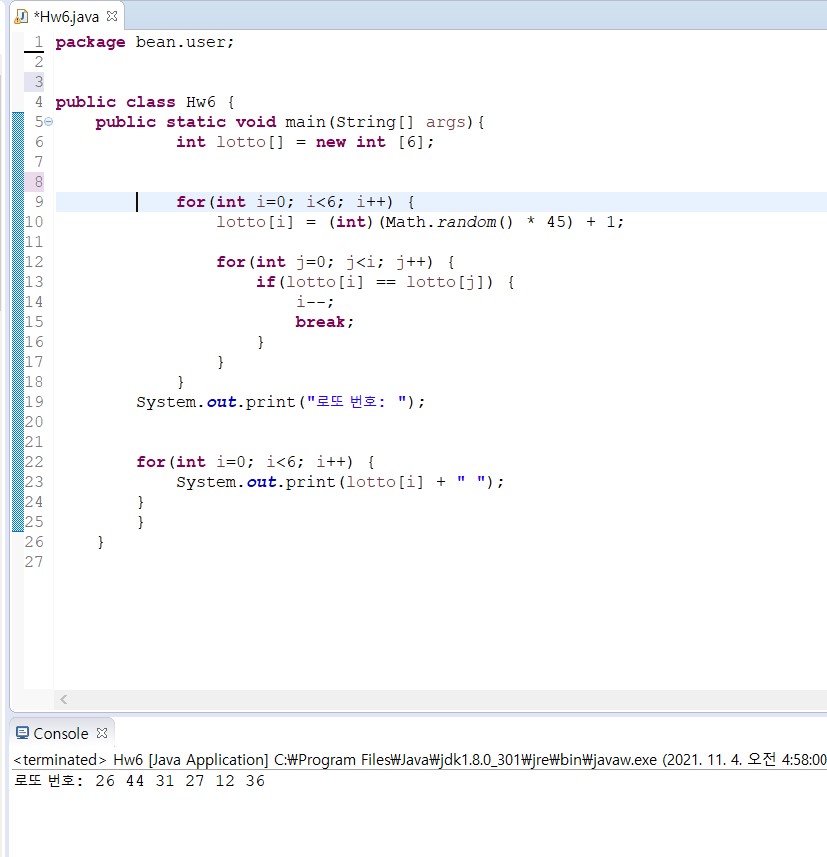 *Hw6.java
1 package bean.user;
2
3
4 public class Hw6 {
5 public static void main(String[] args){
6 int lotto[] = new int [6];
7
8
9 for(int i=0; i<6; i++) {
10 lotto[i] = (int)(Math.random() * 45) + 1;
11
12 for(int j=0; j<i; j++) {
13 if(lotto[i] == lotto[j]) {
14 i--;
15 break;
16 }
17 }
18 }
19 System.out.print("로또 번호: ");
20
21
22 for(int i=0; i<6; i++) {
23 System.out.print(lotto[i] + " ");
24 }
25 }
26 }
27
Console
<terminated> Hw6 [Java Application] C:₩Program Files₩Java₩jdk1.8.0_301₩jre₩bin₩javaw.exe (2021. 11. 4. 오전 4:58:00
로또 번호: 26 44 31 27 12 36